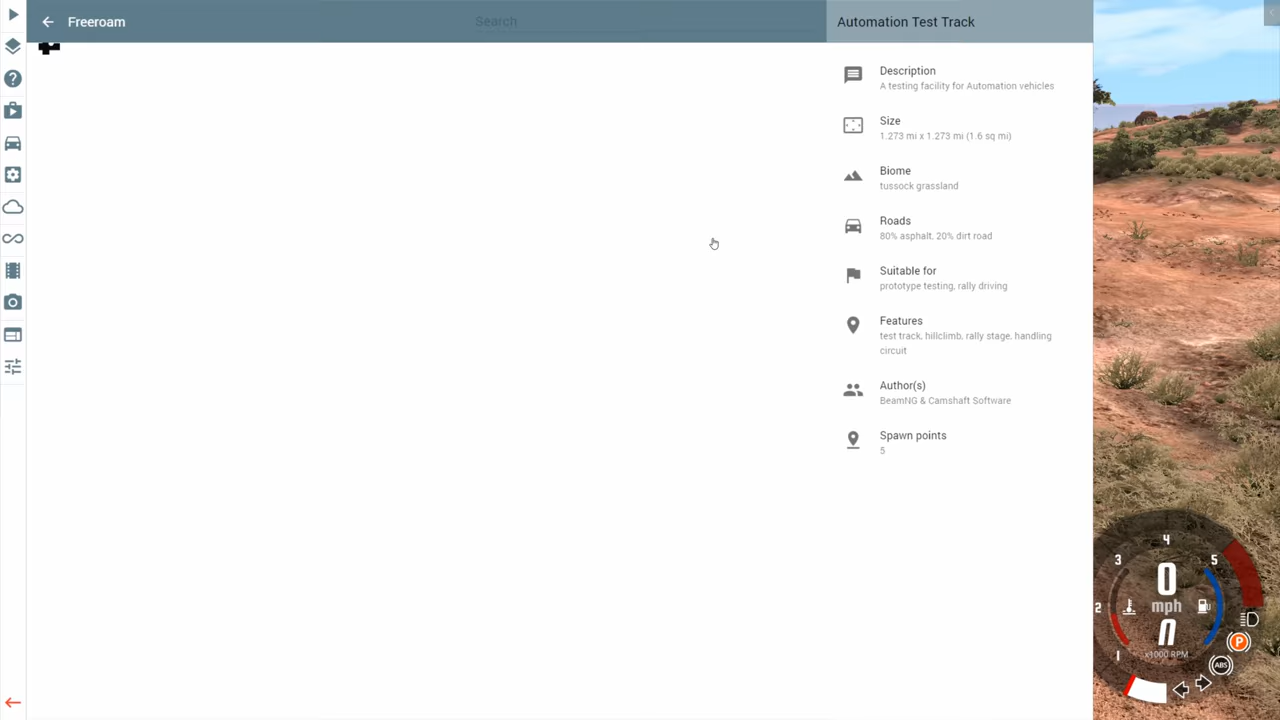 Freeroam
Search
Automation Test Track
Description
A testing facility for Automation vehicles
Size
1.273 mi x 1.273 mi (1.6 sq mi)
Biome
tussock grassland
Roads
80% asphalt, 20% dirt road
Suitable for
prototype testing, rally driving
Features
test track, hillclimb, rally stage, handling
circuit
Author(s)
BeamNG & Camshaft Software
Spawn points
5
4
3
5
0
2
mph
n
1
x1000 RPM
P
ABS